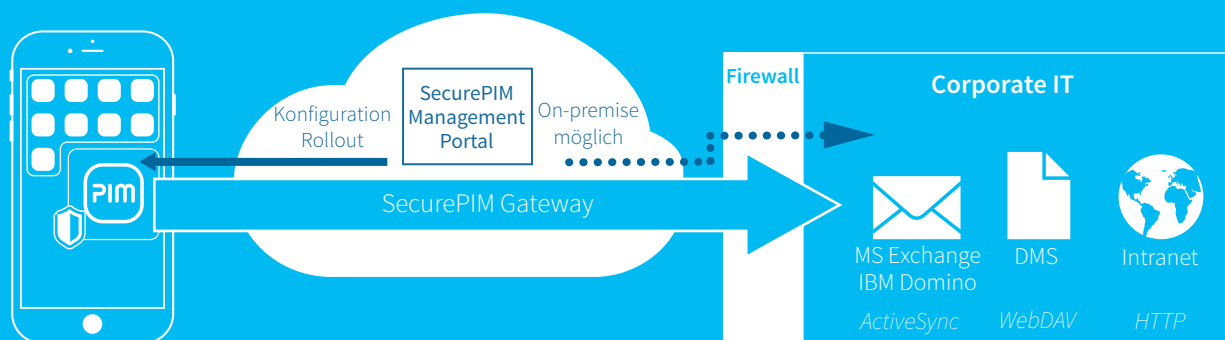 Firewall
Corporate IT
Konfiguration
Rollout
SecurePIM
Management
Portal
On-premise
möglich
PIM
SecurePIM Gateway
MS Exchange
IBM Domino
DMS
Intranet
ActiveSync
WebDAV
HTTP